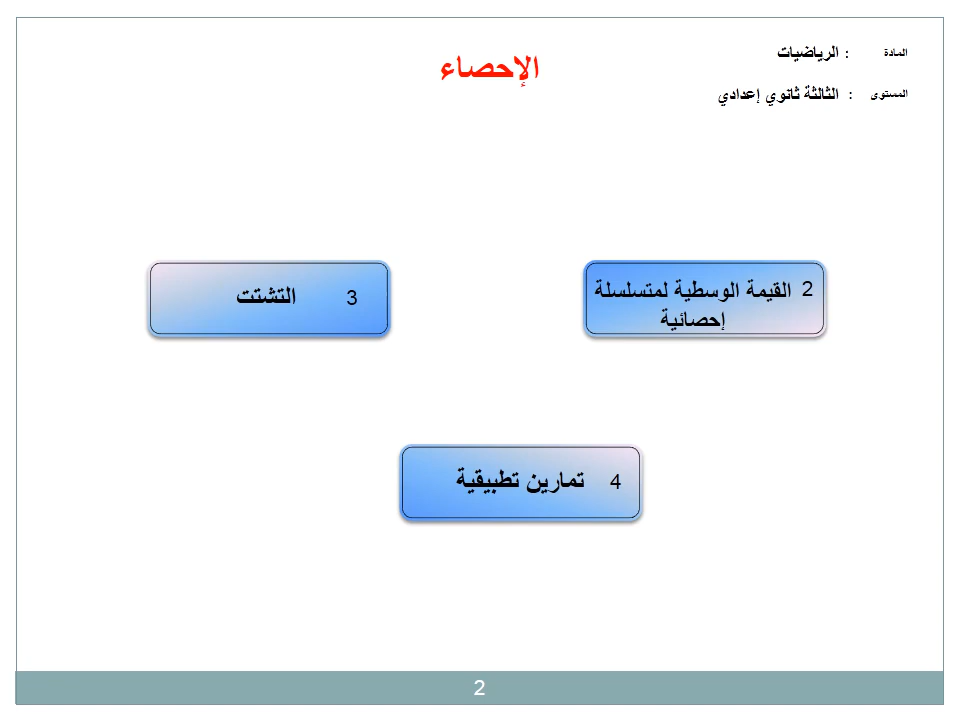 المادة : الرياضيات
الإحصاء
المستوى : الثالثة ثانوي إعدادي
2 القيمة الوسطية لمتسلسلة
إحصائية
3 التشتت
4 تمارين تطبيقية
2